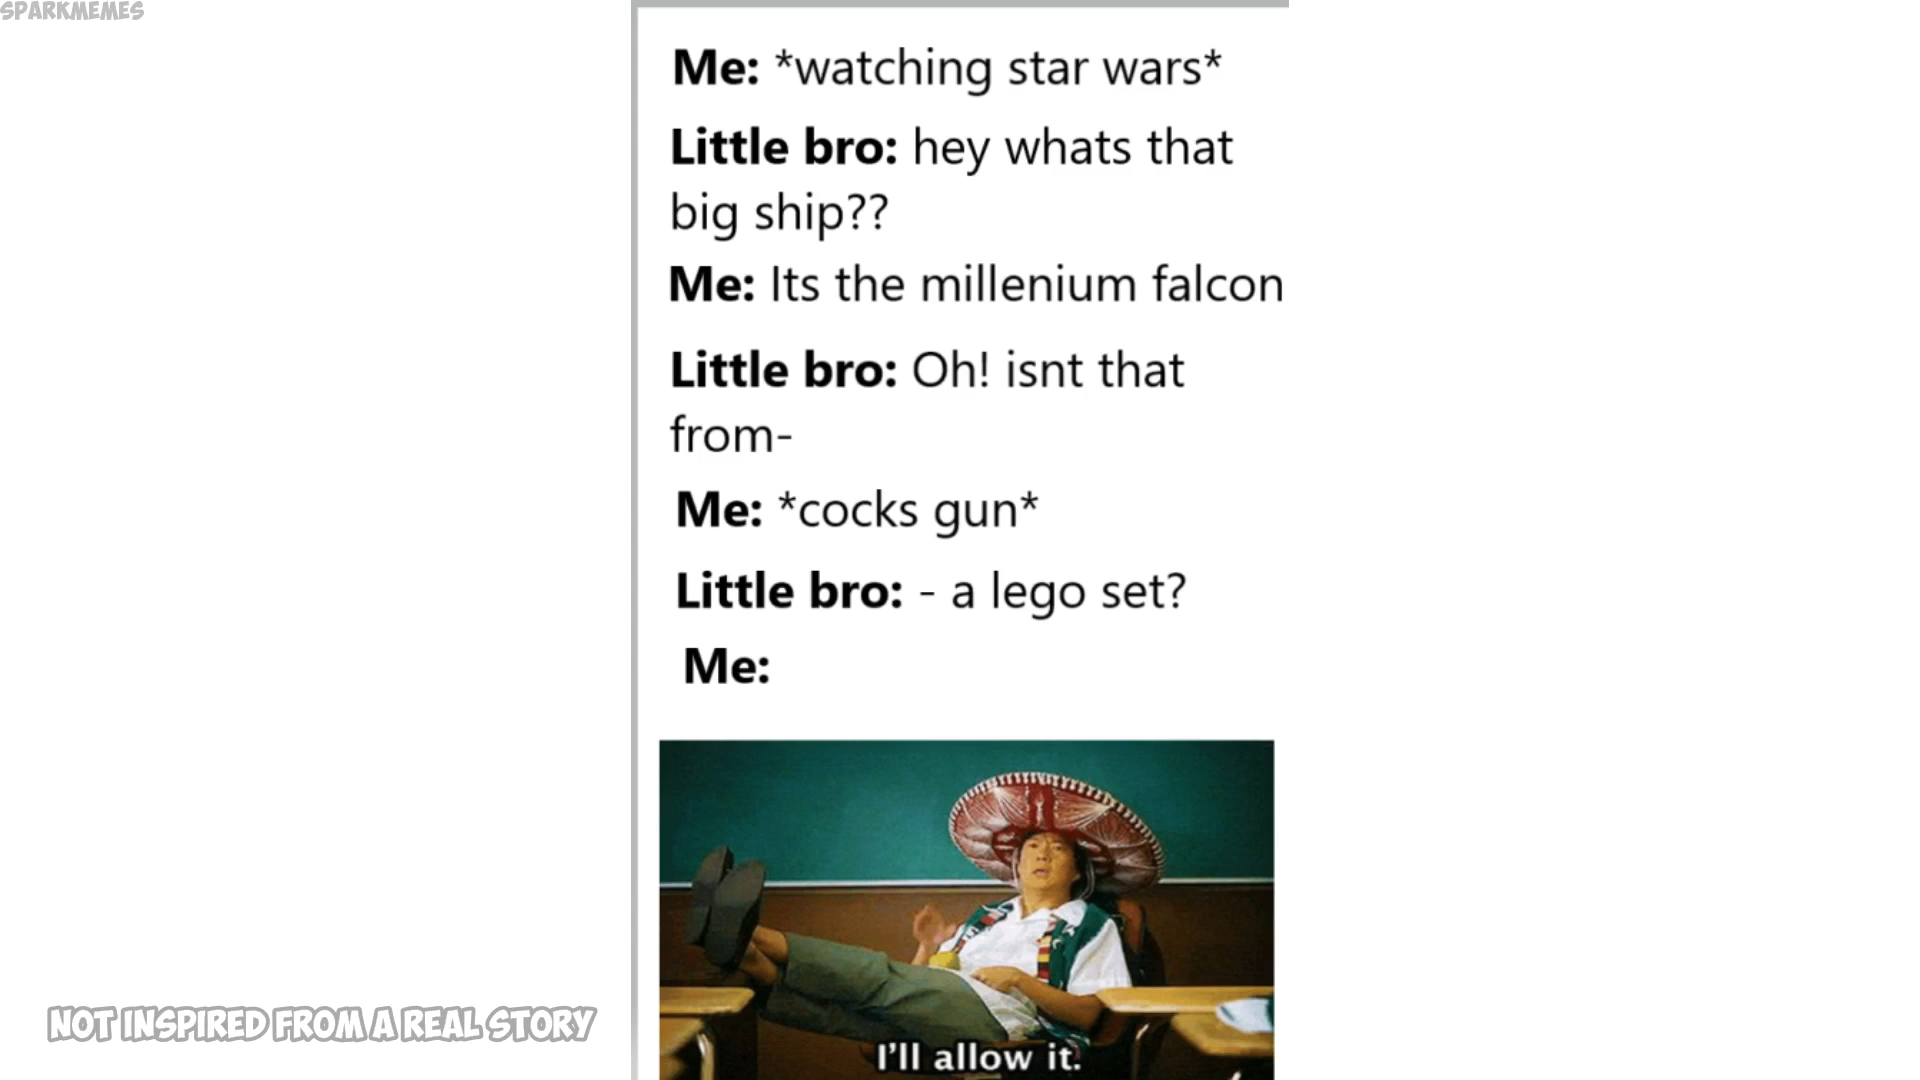 SPARKMEMES
Me: *watching star wars*
Little bro: hey whats that
big ship??
Me: Its the millenium falcon
Little bro: Oh! isnt that
from-
Me: *cocks gun*
Little bro: - a lego set?
Me:
NOT INSPIRED FROM A REAL STORY
I'll allow it.